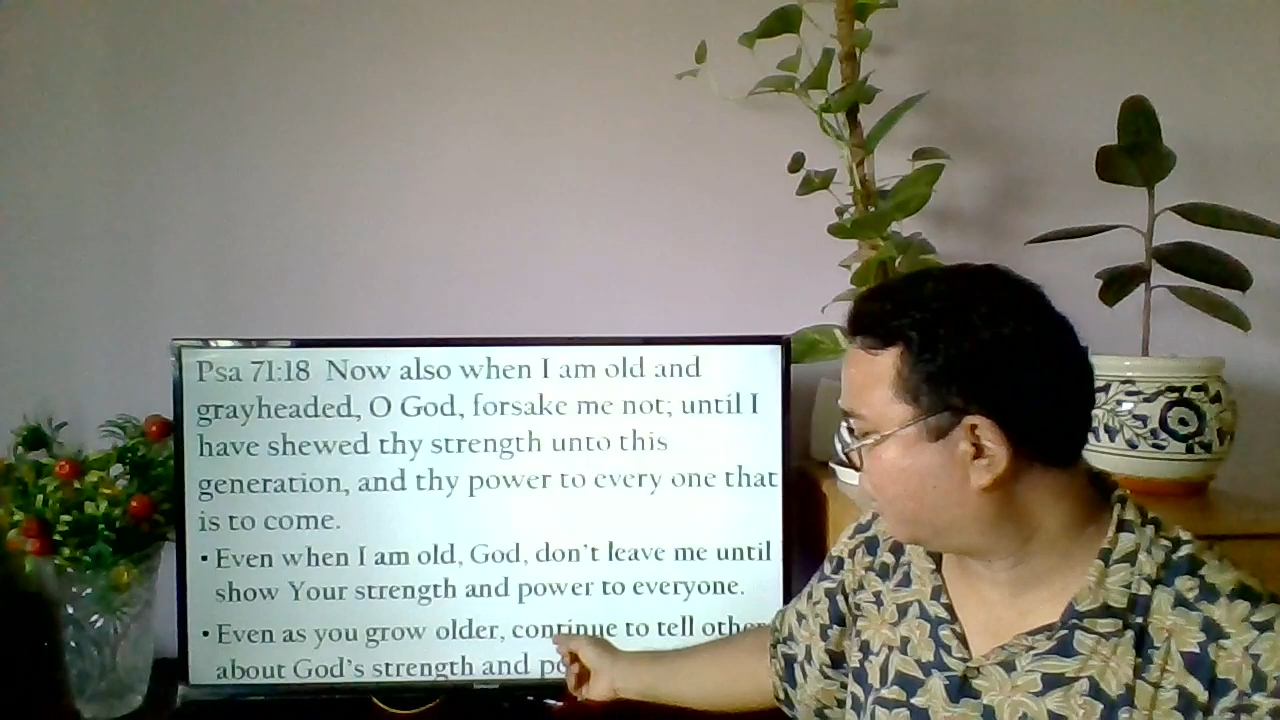 Psa 71:18 Now also when I am old and
grayheaded, O God, forsake me not; until I
have shewed thy strength unto this
generation, and thy power to every one that
is to come.
• Even when I am old, God, don't leave me until
show Your strength and power to everyone.
• Even as you grow older, continue to tell
about God's strength and